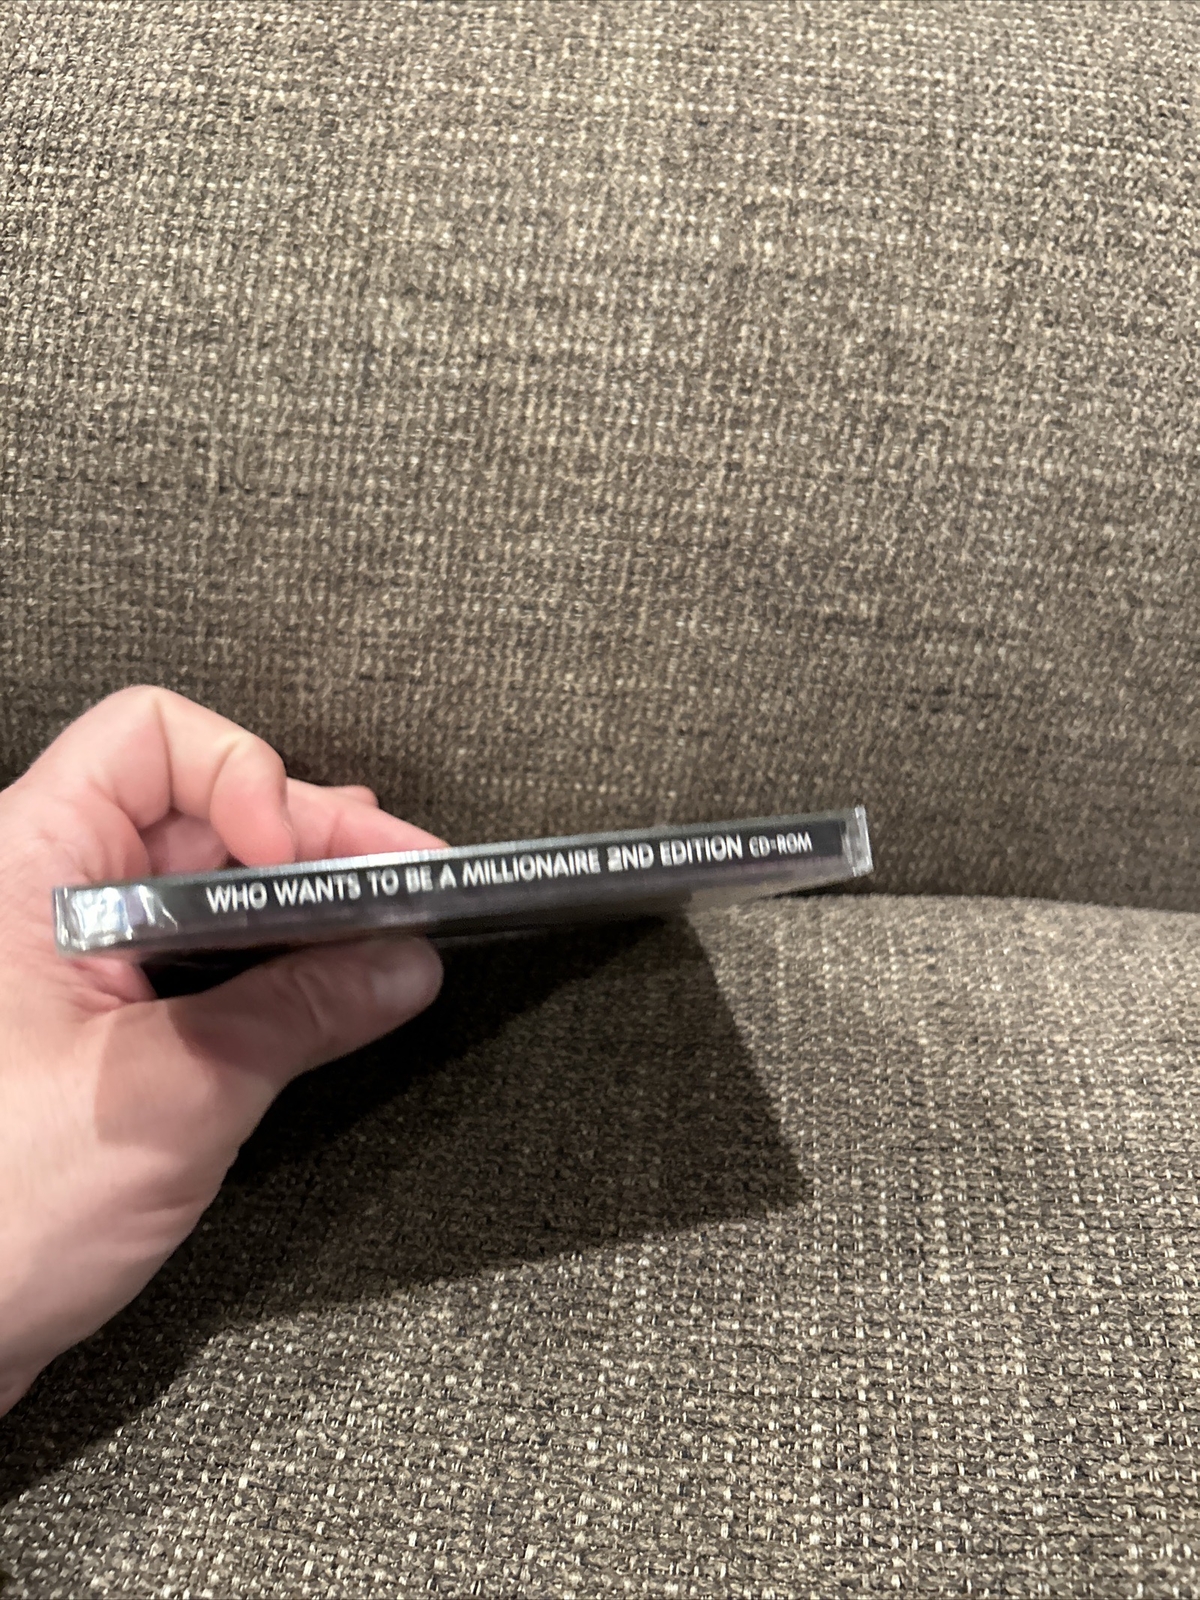 WHO WANTS TO BE A MILLIONAIRE 2ND EDITION CD-ROM